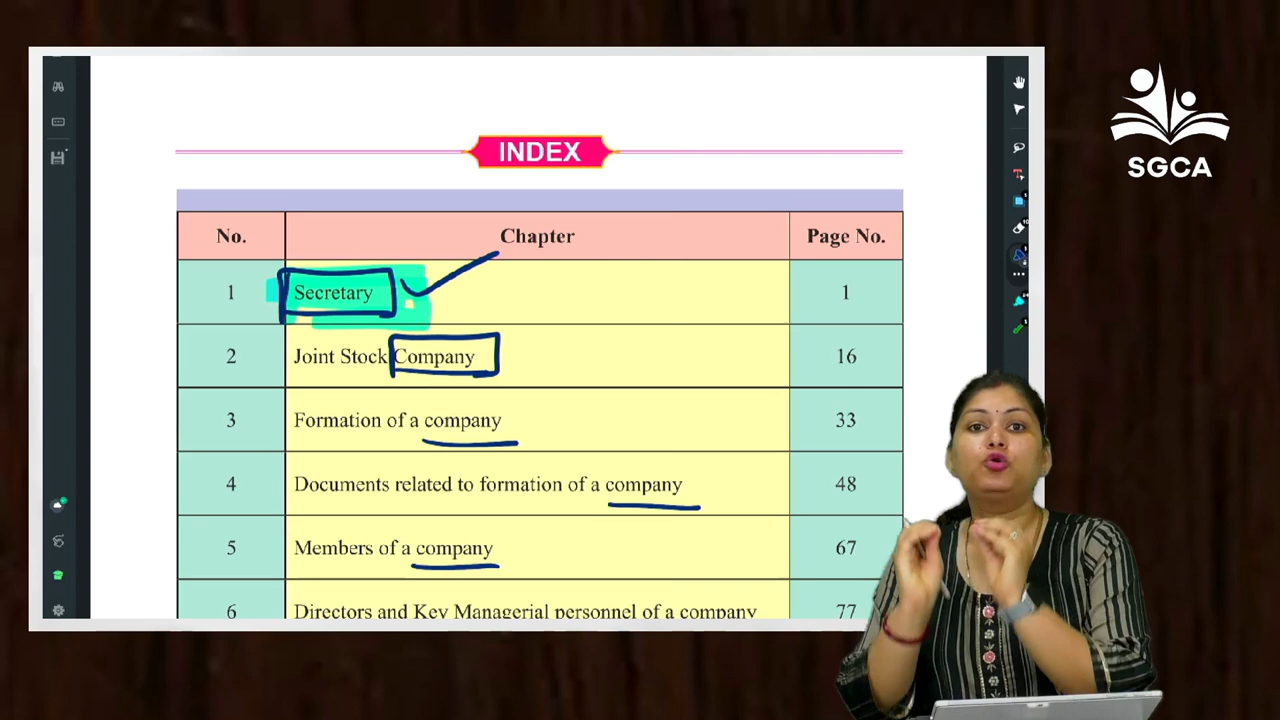 INDEX
No. Chapter Page No.
1 Secretary 1
2 Joint Stock Company 16
3 Formation of a company 33
4 Documents related to formation of a company 48
5 Members of a company 67
6 Directors and Key Managerial personnel of a company 77
SGCA